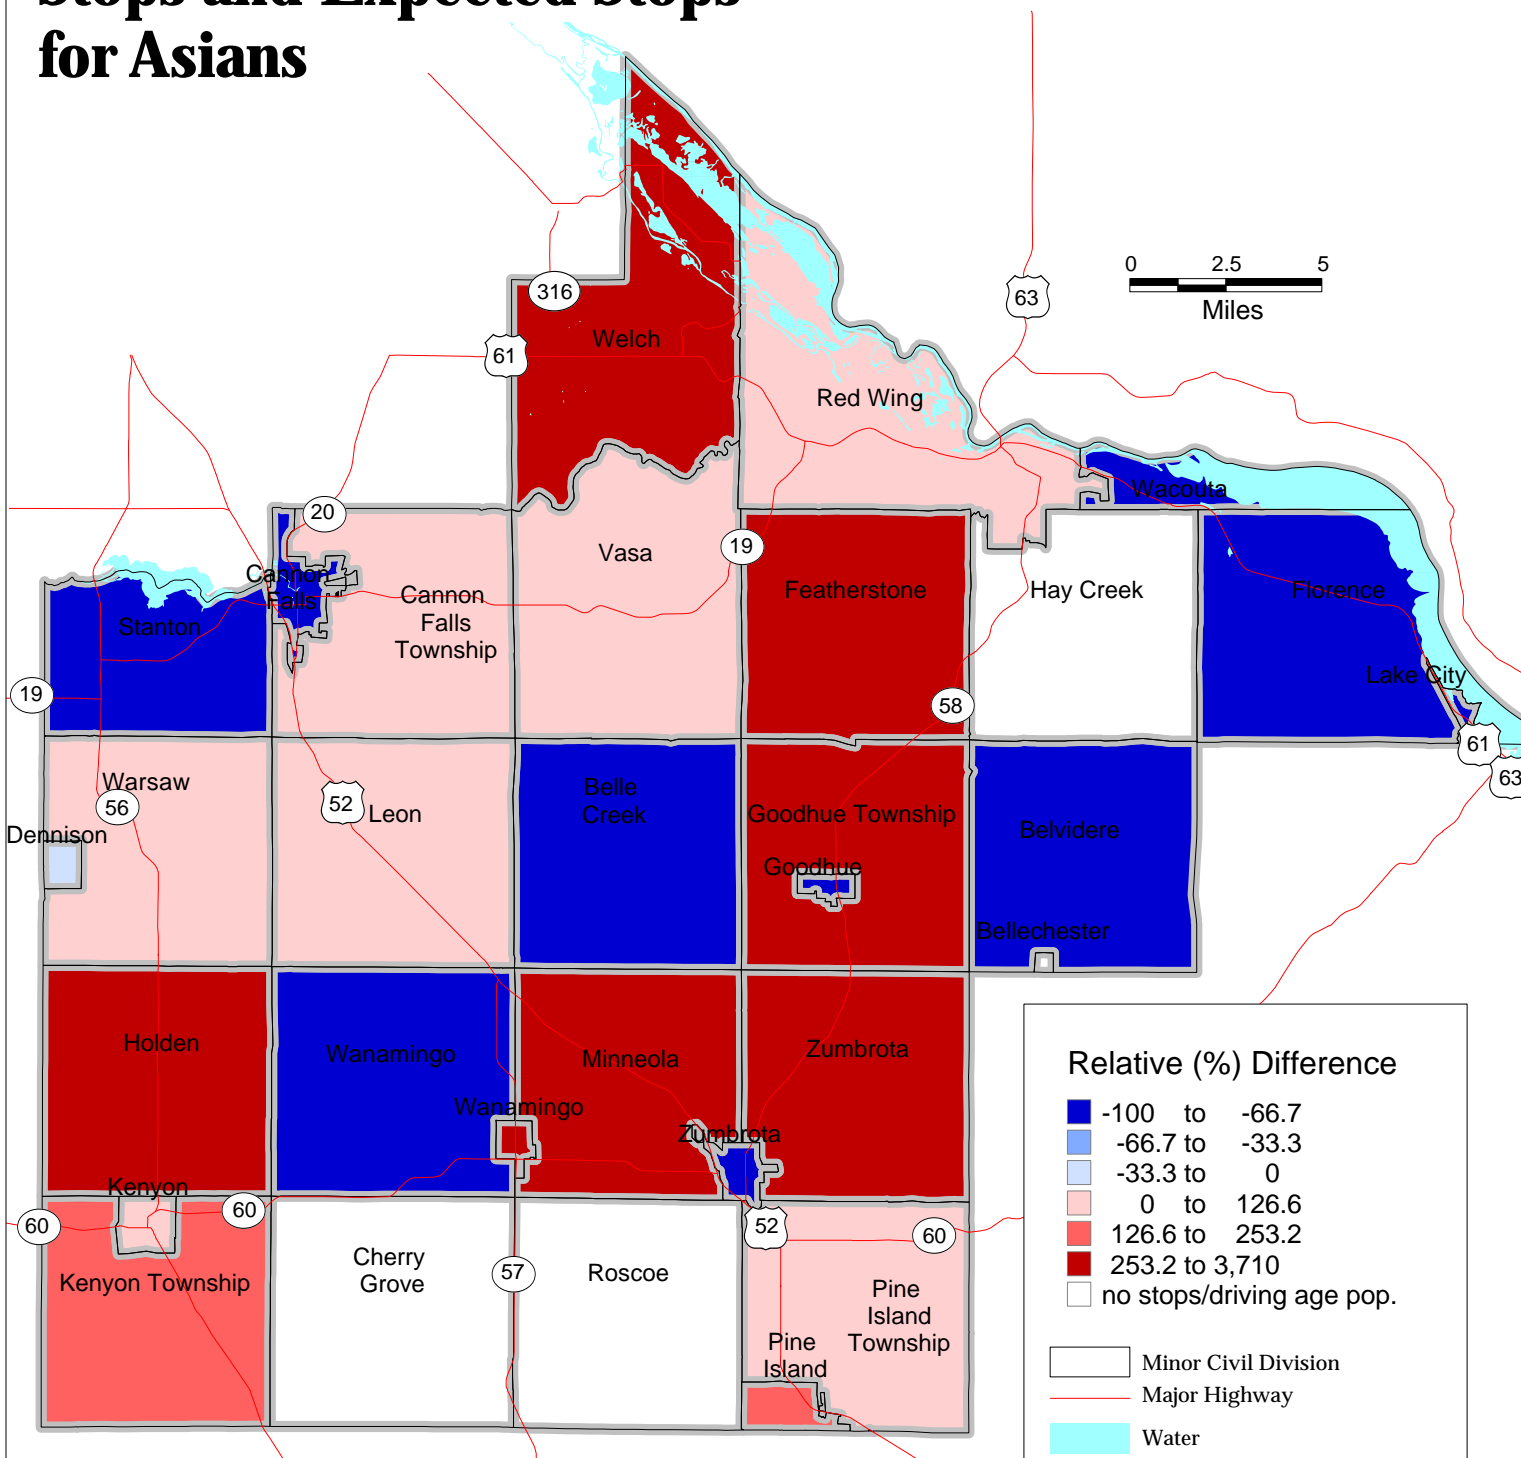 Stops and Expected Stops
for Asians
316
63
0 2.5 5
Miles
61
Welch
Red Wing
Wacouta
20
Vasa
19
Cannon
Falls
Cannon
Falls
Township
Featherstone
Hay Creek
Florence
Stanton
Lake City
19
58
61
63
Warsaw
56
52
Leon
Belle
Creek
Goodhue Township
Belvidere
Dennison
Goodhue
Bellechester
Holden
Wanamingo
Minneola
Zumbrota
Wanamingo
Zumbrota
Kenyon
60
60
52
60
Kenyon Township
Cherry
Grove
57
Roscoe
Pine
Island
Township
Pine
Island
Relative (%) Difference
-100 to -66.7
-66.7 to -33.3
-33.3 to 0
0 to 126.6
126.6 to 253.2
253.2 to 3,710
no stops/driving age pop.
Minor Civil Division
Major Highway
Water